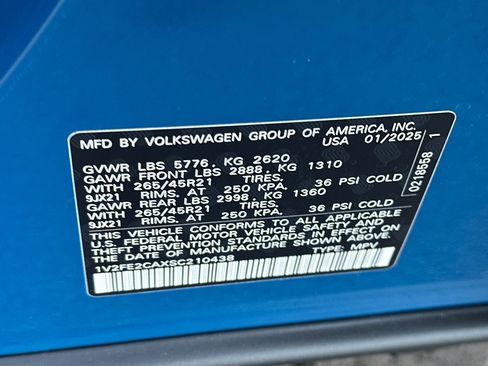 MFD BY VOLKSWAGEN GROUP OF AMERICA, INC.
USA 01/2025
GVWR LBS 5776. KG 2620
GAWR FRONT LBS 2888. KG 1310
WITH 265/45R21 TIRES.
9JX21 RIMS. AT 250 KPA. 36 PSI COLD
GAWR REAR LBS 2998. KG 1360
WITH 265/45R21 TIRES.
9JX21 RIMS. AT 250 KPA. 36 PSI COLD
THIS VEHICLE CONFORMS TO ALL APPLICABLE
U.S. FEDERAL MOTOR VEHICLE SAFETY AND
THEFT PREVENTION STANDARDS IN EFFECT ON
THE DATE OF MANUFACTURE SHOWN ABOVE.
1V2FE2CAXSC210438 TYPE: MPV
0218558 1